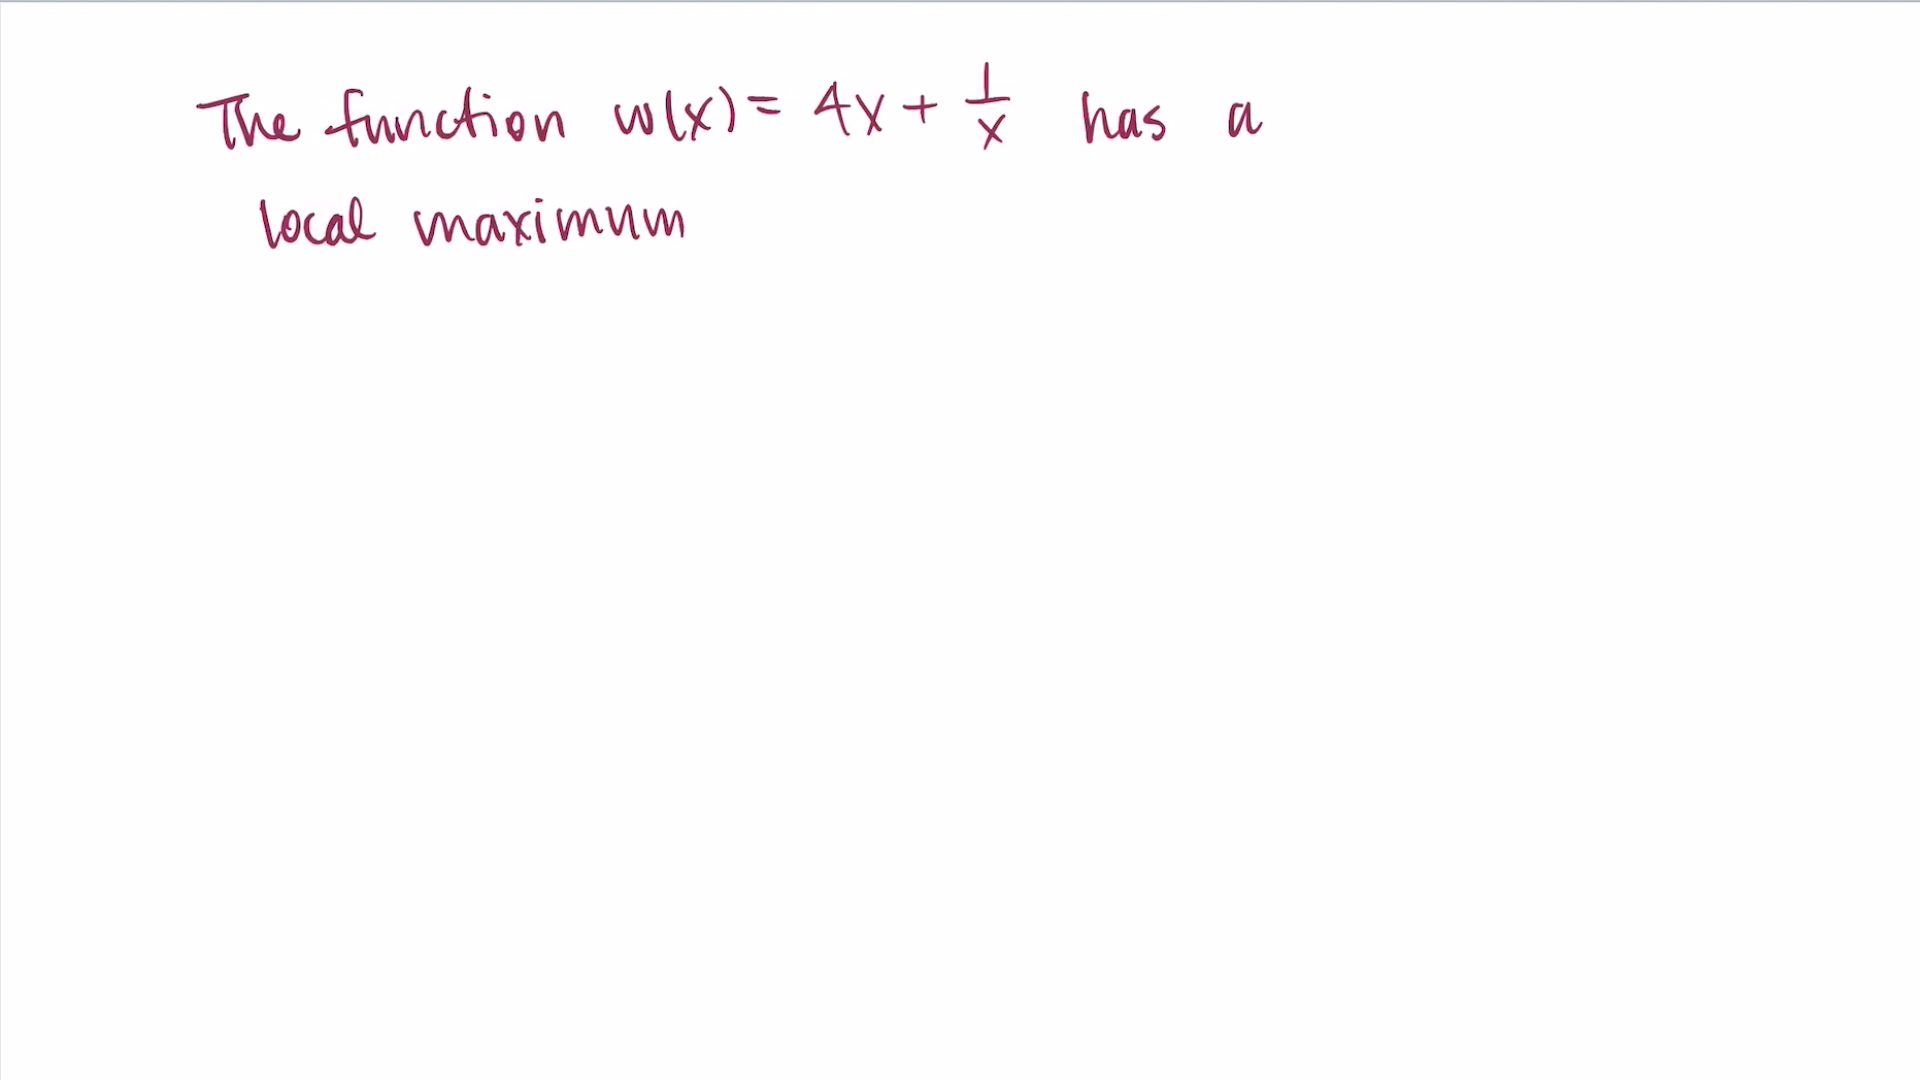 The function w(x) = 4x + 1/x has a
local maximum